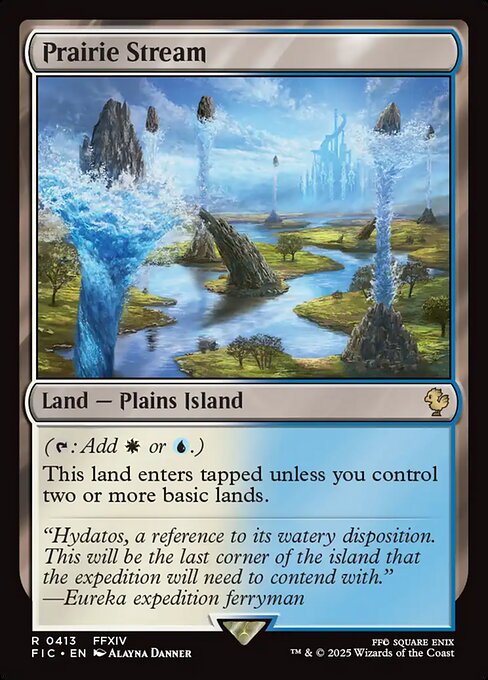 Prairie Stream
Land — Plains Island
(: Add or .)
This land enters tapped unless you control
two or more basic lands.
“Hydatos, a reference to its watery disposition.
This will be the last corner of the island that
the expedition will need to contend with.”
—Eureka expedition ferryman
R 0413 FFXIV
FIC • EN Alayna Danner
FF© SQUARE ENIX
™ & © 2025 Wizards of the Coast